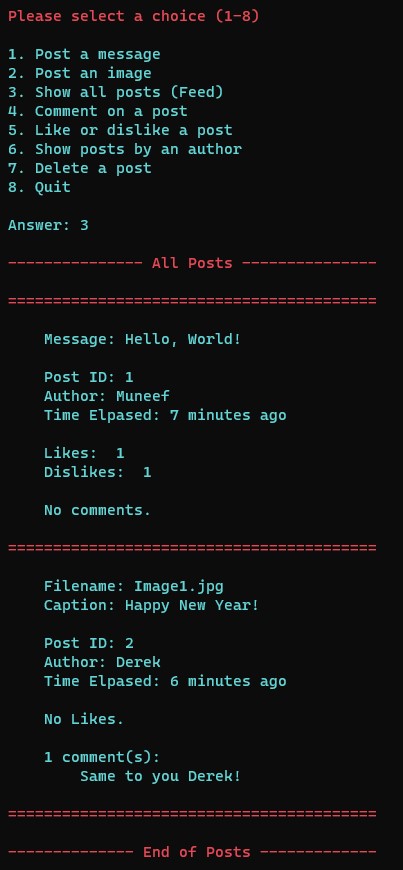 Please select a choice (1-8)
1. Post a message
2. Post an image
3. Show all posts (Feed)
4. Comment on a post
5. Like or dislike a post
6. Show posts by an author
7. Delete a post
8. Quit
Answer: 3
--------------- All Posts ---------------
=========================================
Message: Hello, World!
Post ID: 1
Author: Muneef
Time Elpased: 7 minutes ago
Likes:  1
Dislikes:  1
No comments.
=========================================
Filename: Image1.jpg
Caption: Happy New Year!
Post ID: 2
Author: Derek
Time Elpased: 6 minutes ago
No Likes.
1 comment(s):
Same to you Derek!
=========================================
-------------- End of Posts -------------